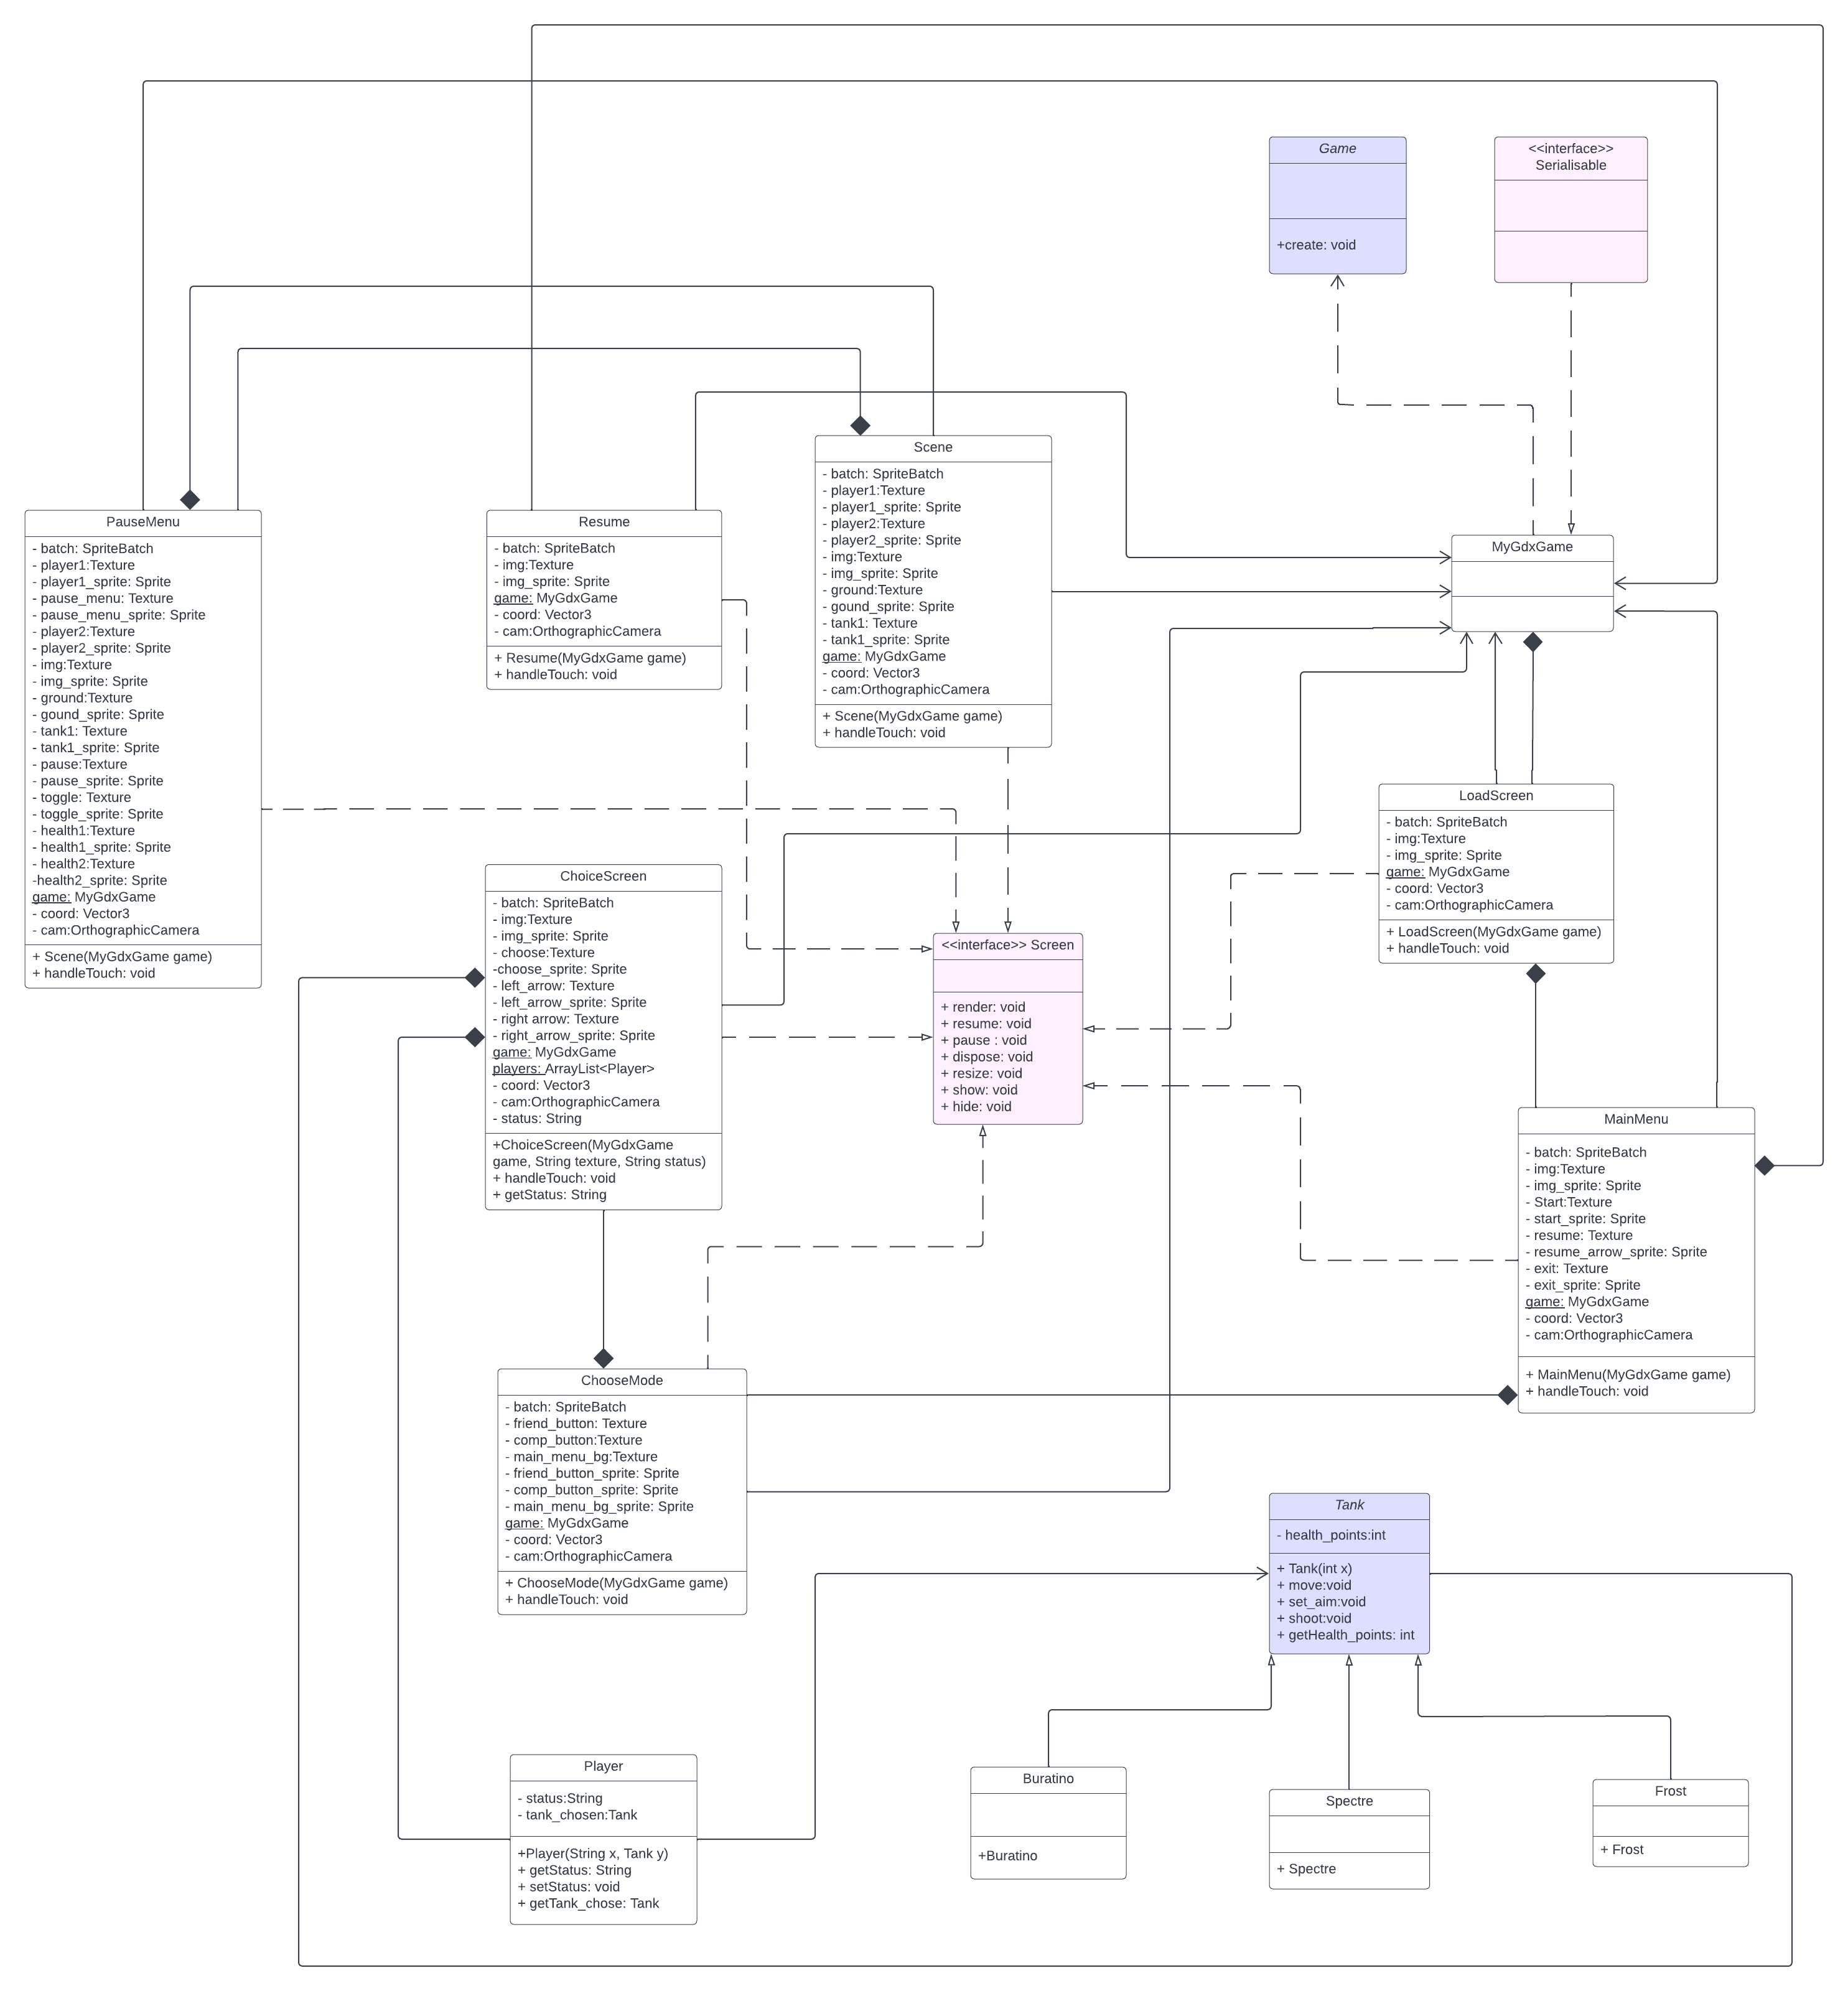 Game
+create: void
<<interface>>
Serialisable
Scene
- batch: SpriteBatch
- player1:Texture
- player1_sprite: Sprite
- player2:Texture
- player2_sprite: Sprite
- img:Texture
- img_sprite: Sprite
- ground:Texture
- gound_sprite: Sprite
- tank1: Texture
- tank1_sprite: Sprite
game: MyGdxGame
- coord: Vector3
- cam:OrthographicCamera
+ Scene(MyGdxGame game)
+ handleTouch: void
PauseMenu
- batch: SpriteBatch
- player1:Texture
- player1_sprite: Sprite
- pause_menu: Texture
- pause_menu_sprite: Sprite
- player2:Texture
- player2_sprite: Sprite
- img:Texture
- img_sprite: Sprite
- ground:Texture
- gound_sprite: Sprite
- tank1: Texture
- tank1_sprite: Sprite
- pause:Texture
- pause_sprite: Sprite
- toggle: Texture
- toggle_sprite: Sprite
- health1:Texture
- health1_sprite: Sprite
- health2:Texture
-health2_sprite: Sprite
game: MyGdxGame
- coord: Vector3
- cam:OrthographicCamera
+ Scene(MyGdxGame game)
+ handleTouch: void
Resume
- batch: SpriteBatch
- img:Texture
- img_sprite: Sprite
game: MyGdxGame
- coord: Vector3
- cam:OrthographicCamera
+ Resume(MyGdxGame game)
+ handleTouch: void
MyGdxGame
LoadScreen
- batch: SpriteBatch
- img:Texture
- img_sprite: Sprite
game: MyGdxGame
- coord: Vector3
- cam:OrthographicCamera
+ LoadScreen(MyGdxGame game)
+ handleTouch: void
ChoiceScreen
- batch: SpriteBatch
- img:Texture
- img_sprite: Sprite
- choose:Texture
-choose_sprite: Sprite
- left_arrow: Texture
- left_arrow_sprite: Sprite
- right arrow: Texture
- right_arrow_sprite: Sprite
game: MyGdxGame
players: ArrayList<Player>
- coord: Vector3
- cam:OrthographicCamera
- status: String
+ChoiceScreen(MyGdxGame
game, String texture, String status)
+ handleTouch: void
+ getStatus: String
<<interface>> Screen
+ render: void
+ resume: void
+ pause : void
+ dispose: void
+ resize: void
+ show: void
+ hide: void
MainMenu
- batch: SpriteBatch
- img:Texture
- img_sprite: Sprite
- Start:Texture
- start_sprite: Sprite
- resume: Texture
- resume_arrow_sprite: Sprite
- exit: Texture
- exit_sprite: Sprite
game: MyGdxGame
- coord: Vector3
- cam:OrthographicCamera
+ MainMenu(MyGdxGame game)
+ handleTouch: void
ChooseMode
- batch: SpriteBatch
- friend_button: Texture
- comp_button:Texture
- main_menu_bg:Texture
- friend_button_sprite: Sprite
- comp_button_sprite: Sprite
- main_menu_bg_sprite: Sprite
game: MyGdxGame
- coord: Vector3
- cam:OrthographicCamera
+ ChooseMode(MyGdxGame game)
+ handleTouch: void
Tank
- health_points:int
+ Tank(int x)
+ move:void
+ set_aim:void
+ shoot:void
+ getHealth_points: int
Player
- status:String
- tank_chosen:Tank
+Player(String x, Tank y)
+ getStatus: String
+ setStatus: void
+ getTank_chose: Tank
Buratino
+Buratino
Spectre
+ Spectre
Frost
+ Frost